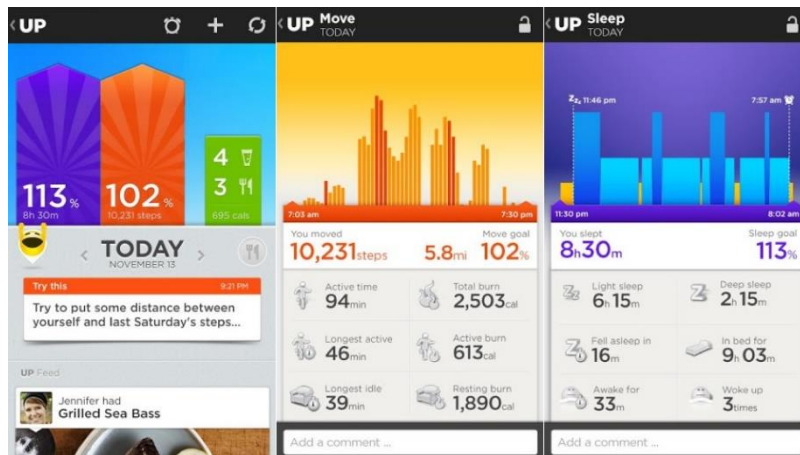 UP
113%
8h 30m
102%
10,231 steps
4
3
695 cals
TODAY
NOVEMBER 13
Try this 9:21 PM
Try to put some distance between
yourself and last Saturday's steps...
UP Feed
Jennifer had
Grilled Sea Bass
UP Move
TODAY
7:03 am 7:30 pm
You moved Move goal
10,231 steps 5.8mi 102%
Active time Total burn
94min 2,503cal
Longest active Active burn
46min 613cal
Longest idle Resting burn
39min 1,890cal
Add a comment ...
UP Sleep
TODAY
Zz, 11:46 pm 7:57 am
11:30 pm 8:02 am
You slept Sleep goal
8h30m 113%
Light sleep Deep sleep
6h 15m 2h 15m
Fell asleep in In bed for
16m 9h 03m
Awake for Woke up
33m 3times
Add a comment ...